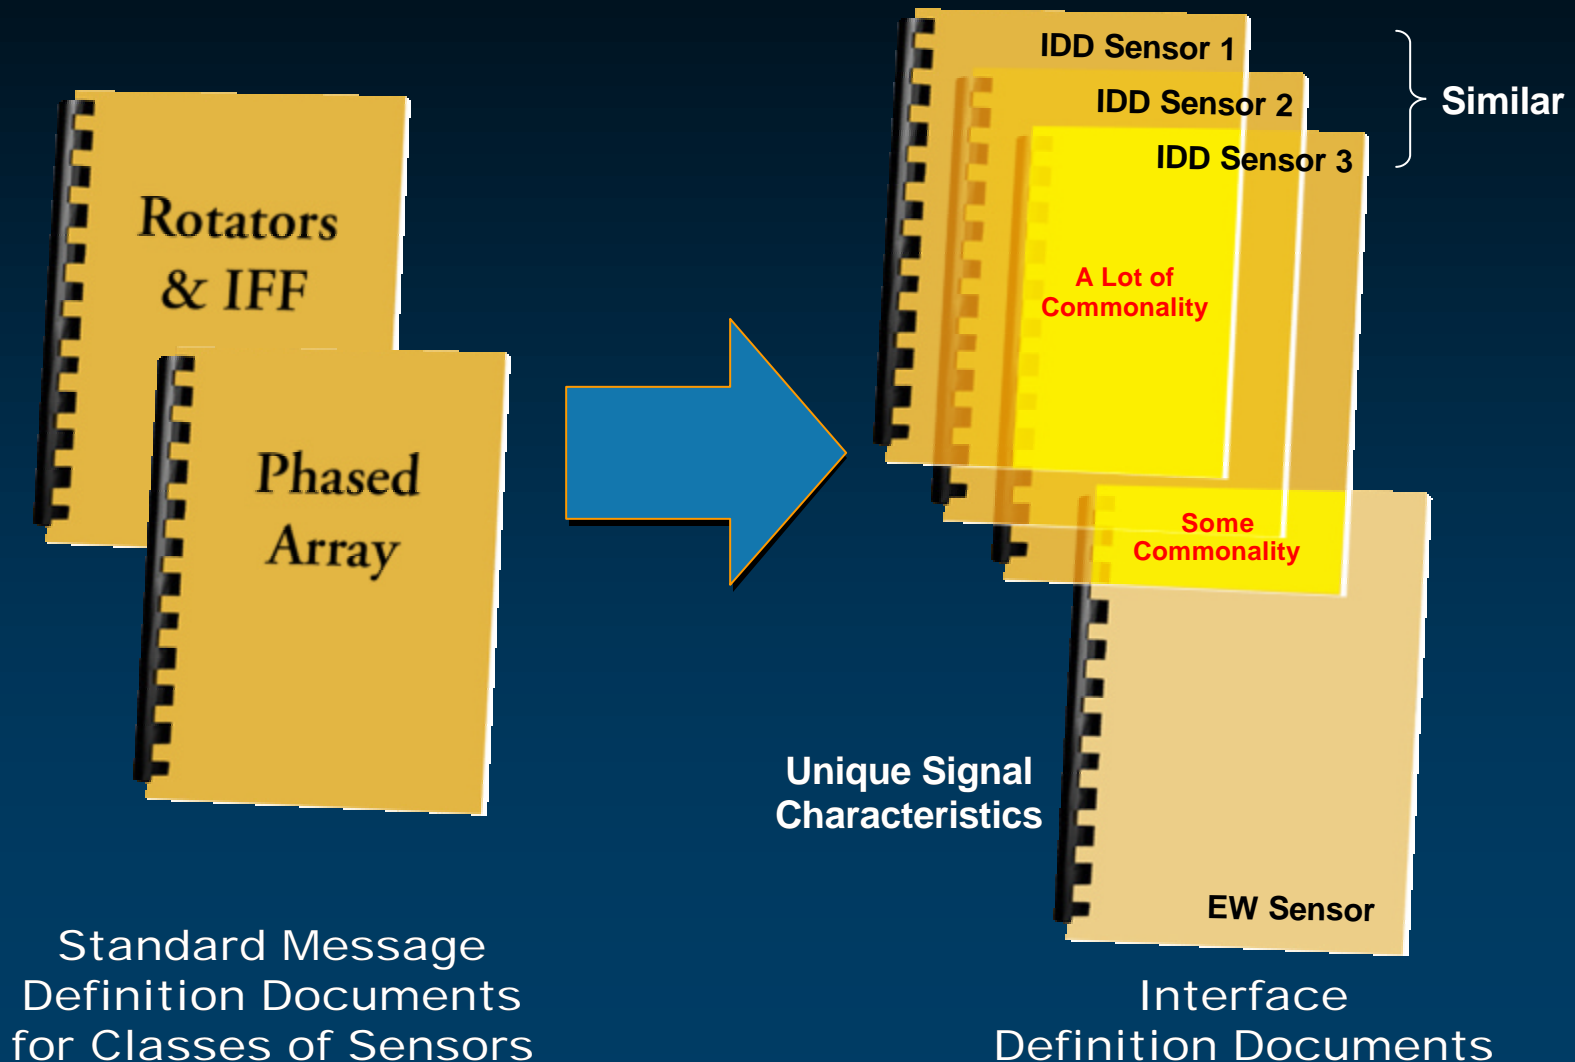 Rotators
& IFF
Phased
Array
Standard Message
Definition Documents
for Classes of Sensors
IDD Sensor 1
IDD Sensor 2
IDD Sensor 3
Similar
A Lot of
Commonality
Some
Commonality
Unique Signal
Characteristics
EW Sensor
Interface
Definition Documents